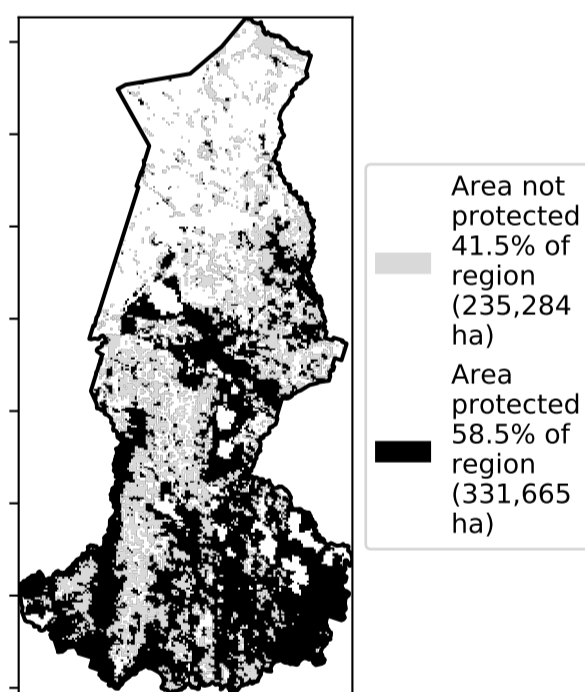 Area not
protected
41.5% of
region
(235,284
ha)
Area
protected
58.5% of
region
(331,665
ha)